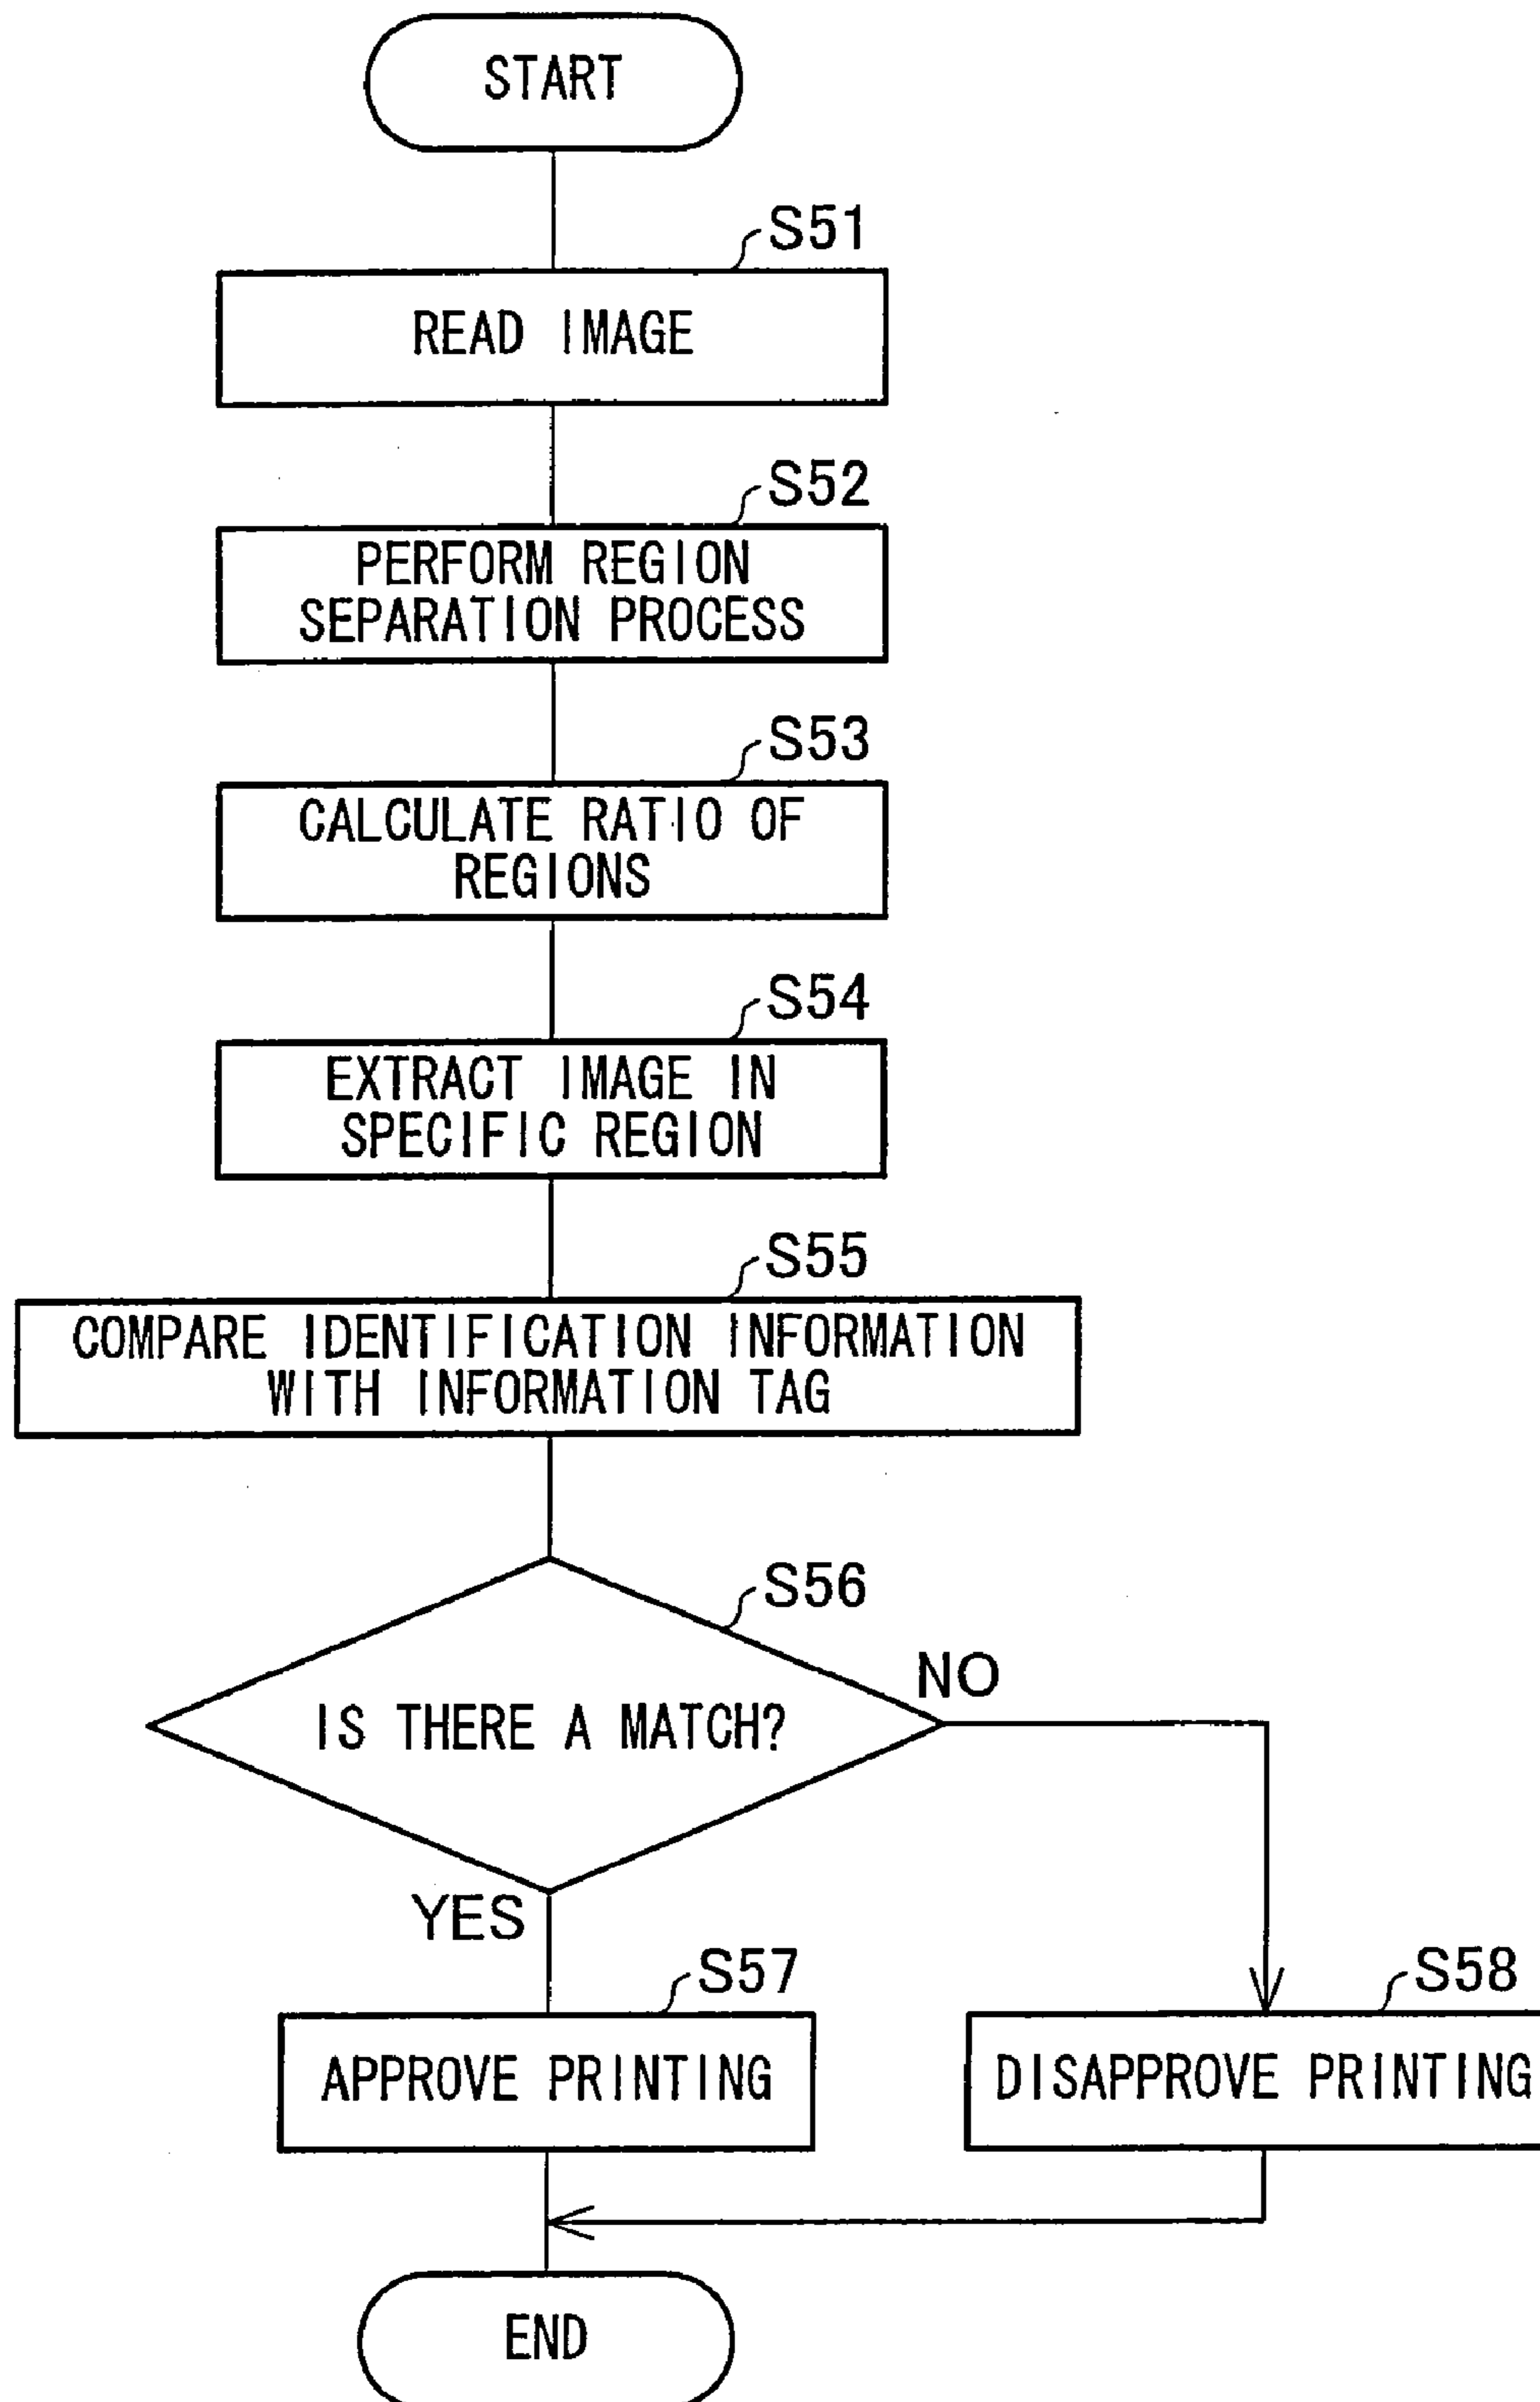 START
S51
READ IMAGE
S52
PERFORM REGION
SEPARATION PROCESS
S53
CALCULATE RATIO OF
REGIONS
S54
EXTRACT IMAGE IN
SPECIFIC REGION
S55
COMPARE IDENTIFICATION INFORMATION
WITH INFORMATION TAG
S56
IS THERE A MATCH?
NO
YES
S57
APPROVE PRINTING
S58
DISAPPROVE PRINTING
END